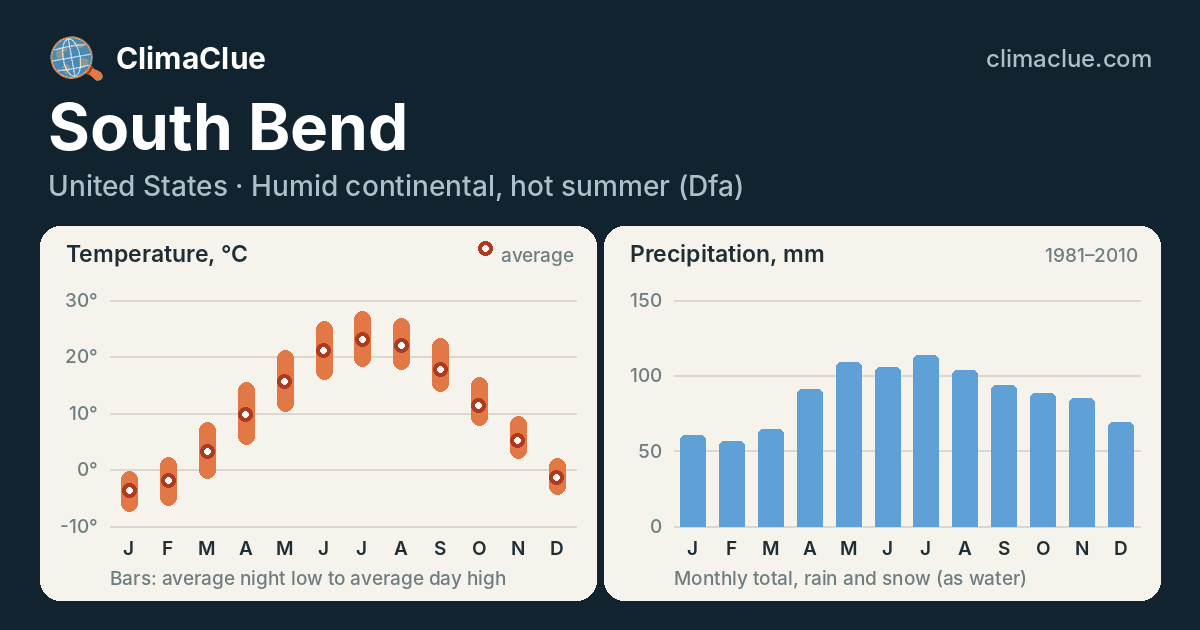 ClimaClue
climaclue.com
South Bend
United States · Humid continental, hot summer (Dfa)
Temperature, °C
average
30°
20°
10°
0°
-10°
J F M A M J J A S O N D
Bars: average night low to average day high
Precipitation, mm
1981–2010
150
100
50
0
J F M A M J J A S O N D
Monthly total, rain and snow (as water)